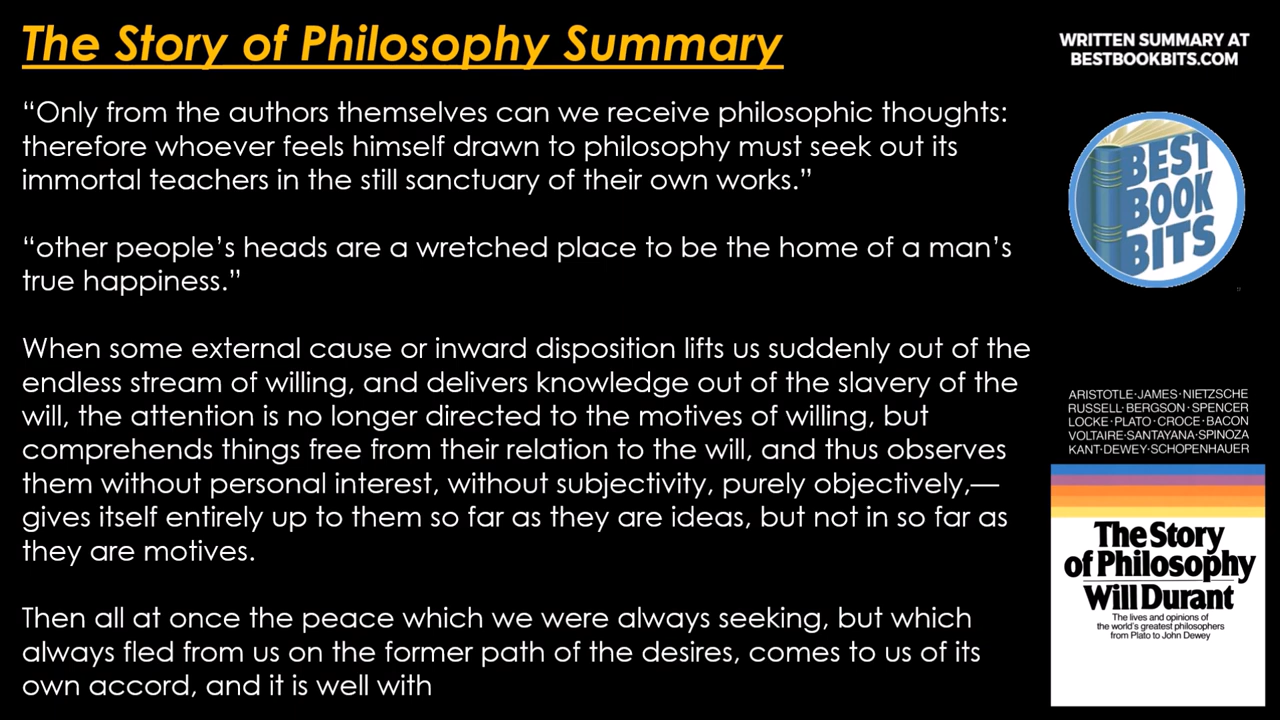 The Story of Philosophy Summary
“Only from the authors themselves can we receive philosophic thoughts:
therefore whoever feels himself drawn to philosophy must seek out its
immortal teachers in the still sanctuary of their own works.”
“other people’s heads are a wretched place to be the home of a man’s
true happiness.”
When some external cause or inward disposition lifts us suddenly out of the
endless stream of willing, and delivers knowledge out of the slavery of the
will, the attention is no longer directed to the motives of willing, but
comprehends things free from their relation to the will, and thus observes
them without personal interest, without subjectivity, purely objectively,—
gives itself entirely up to them so far as they are ideas, but not in so far as
they are motives.
Then all at once the peace which we were always seeking, but which
always fled from us on the former path of the desires, comes to us of its
own accord, and it is well with
WRITTEN SUMMARY AT
BESTBOOKBITS.COM
BEST
BOOK
BITS
ARISTOTLE·JAMES·NIETZSCHE
RUSSELL·BERGSON·SPENCER
LOCKE·PLATO·CROCE·BACON
VOLTAIRE·SANTAYANA·SPINOZA
KANT·DEWEY·SCHOPENHAUER
The Story
of Philosophy
Will Durant
The lives and opinions of
the world's greatest philosophers
from Plato to John Dewey